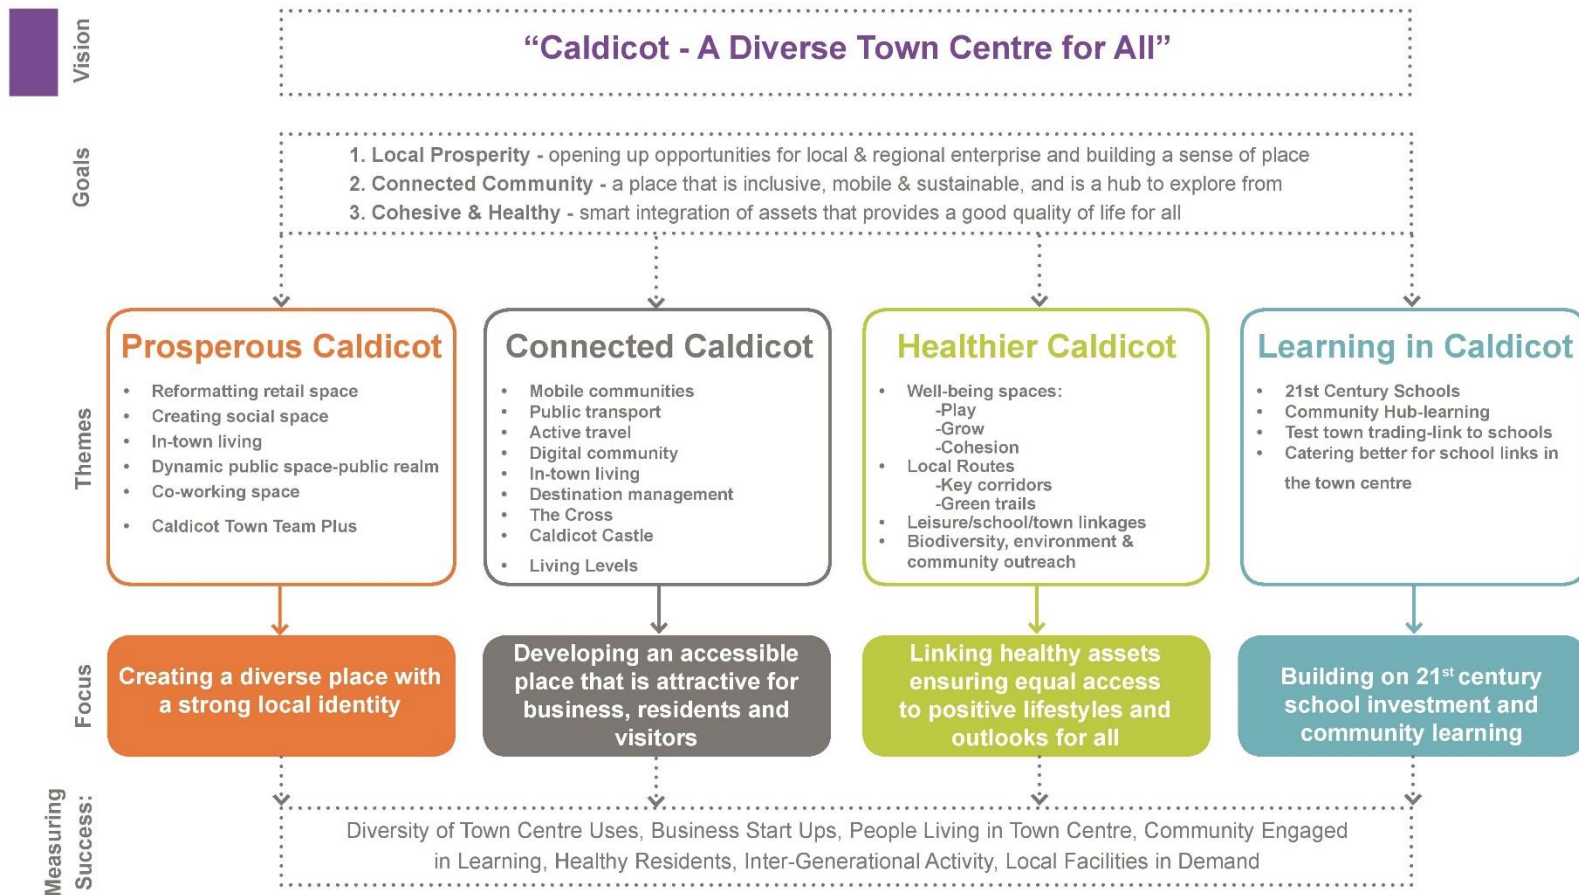 Vision
“Caldicot - A Diverse Town Centre for All”
Goals
1. Local Prosperity - opening up opportunities for local & regional enterprise and building a sense of place
2. Connected Community - a place that is inclusive, mobile & sustainable, and is a hub to explore from
3. Cohesive & Healthy - smart integration of assets that provides a good quality of life for all
Themes
Prosperous Caldicot
• Reformatting retail space
• Creating social space
• In-town living
• Dynamic public space-public realm
• Co-working space
• Caldicot Town Team Plus
Connected Caldicot
• Mobile communities
• Public transport
• Active travel
• Digital community
• In-town living
• Destination management
• The Cross
• Caldicot Castle
• Living Levels
Healthier Caldicot
• Well-being spaces:
-Play
-Grow
-Cohesion
• Local Routes
-Key corridors
-Green trails
• Leisure/school/town linkages
• Biodiversity, environment &
community outreach
Learning in Caldicot
• 21st Century Schools
• Community Hub-learning
• Test town trading-link to schools
• Catering better for school links in
the town centre
Focus
Creating a diverse place with
a strong local identity
Developing an accessible
place that is attractive for
business, residents and
visitors
Linking healthy assets
ensuring equal access
to positive lifestyles and
outlooks for all
Building on 21st century
school investment and
community learning
Measuring
Success:
Diversity of Town Centre Uses, Business Start Ups, People Living in Town Centre, Community Engaged
in Learning, Healthy Residents, Inter-Generational Activity, Local Facilities in Demand